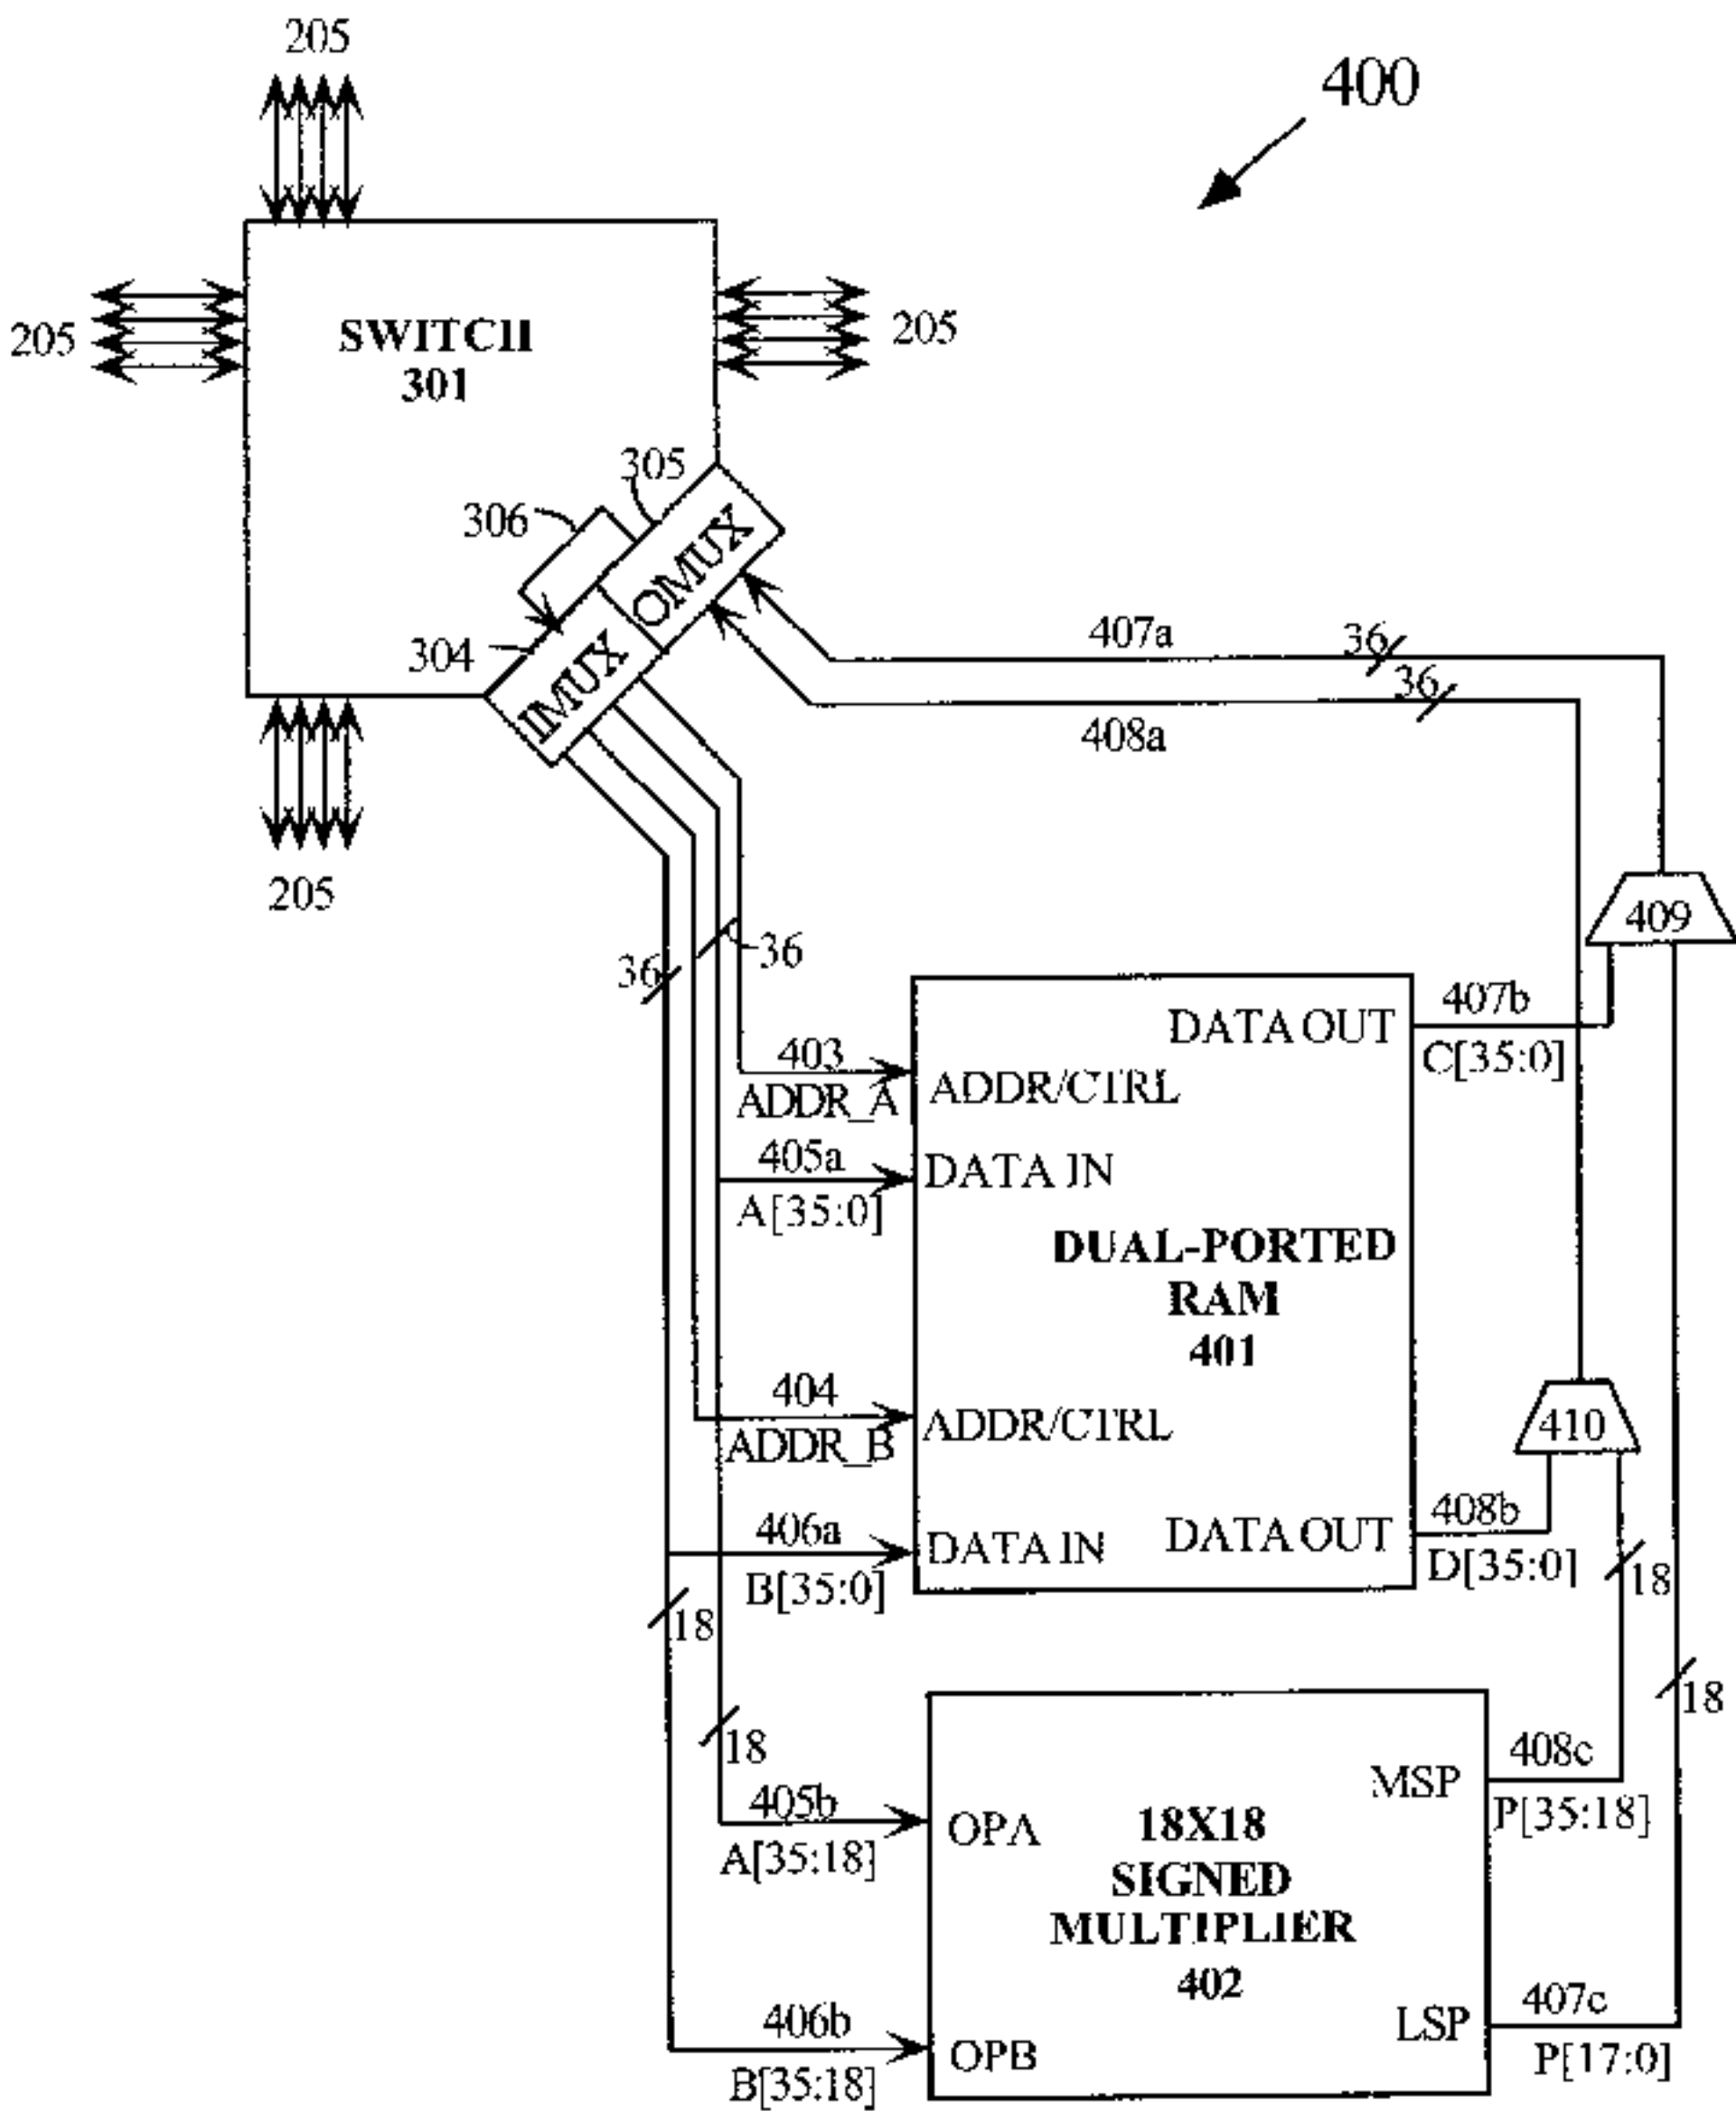 205
400
205
SWITCH
301
205
305
306
OMUX
304
IMUX
407a
36
36
408a
205
409
36
36
407b
DATA OUT
403
C[35:0]
ADDR_A
ADDR/CTRL
405a
DATA IN
A[35:0]
DUAL-PORTED
RAM
401
404
ADDR/CTRL
410
ADDR_B
408b
406a
DATA IN
DATA OUT
D[35:0]
18
B[35:0]
18
18
18
408c
MSP
405b
OPA
18X18
P[35:18]
A[35:18]
SIGNED
MULTIPLIER
402
407c
406b
LSP
OPB
P[17:0]
B[35:18]